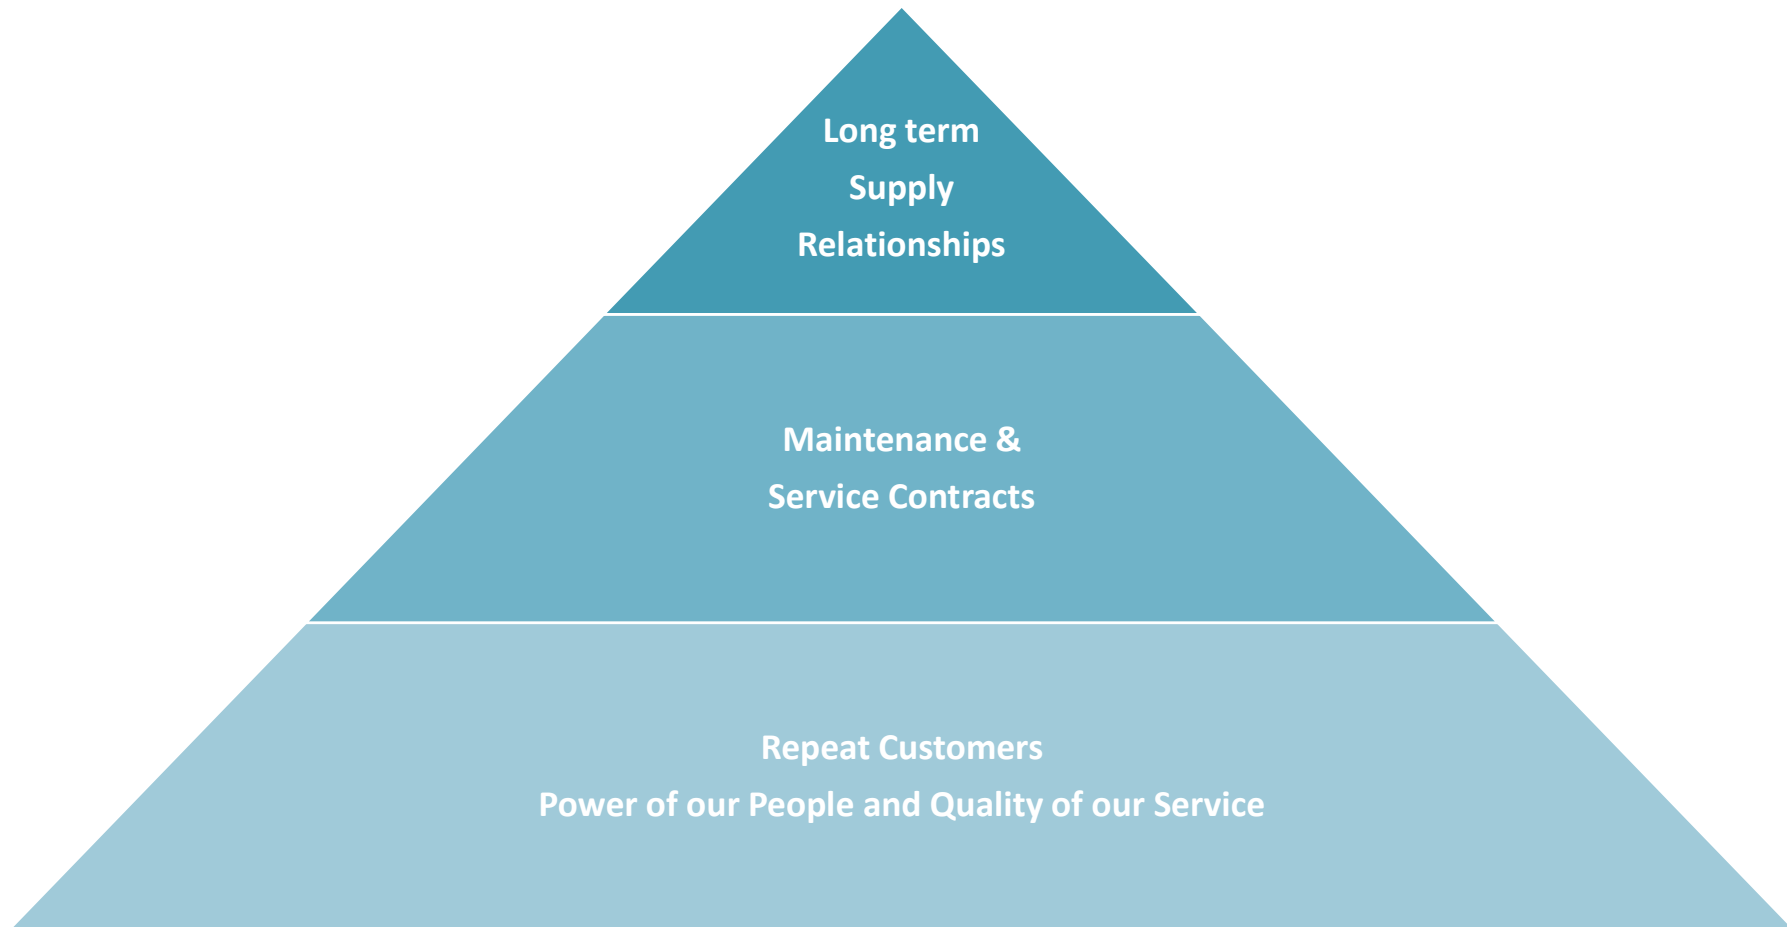 Long term
Supply
Relationships
Maintenance &
Service Contracts
Repeat Customers
Power of our People and Quality of our Service